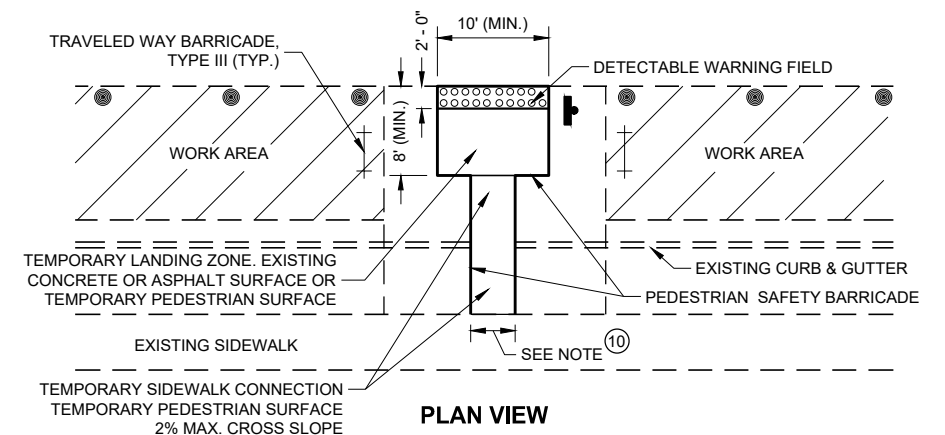 10' (MIN.)
2' - 0"
TRAVELED WAY BARRICADE,
TYPE III (TYP.)
DETECTABLE WARNING FIELD
8' (MIN.)
WORK AREA
WORK AREA
TEMPORARY LANDING ZONE. EXISTING
CONCRETE OR ASPHALT SURFACE OR
TEMPORARY PEDESTRIAN SURFACE
EXISTING CURB & GUTTER
PEDESTRIAN SAFETY BARRICADE
EXISTING SIDEWALK
SEE NOTE 10
TEMPORARY SIDEWALK CONNECTION
TEMPORARY PEDESTRIAN SURFACE
2% MAX. CROSS SLOPE
PLAN VIEW